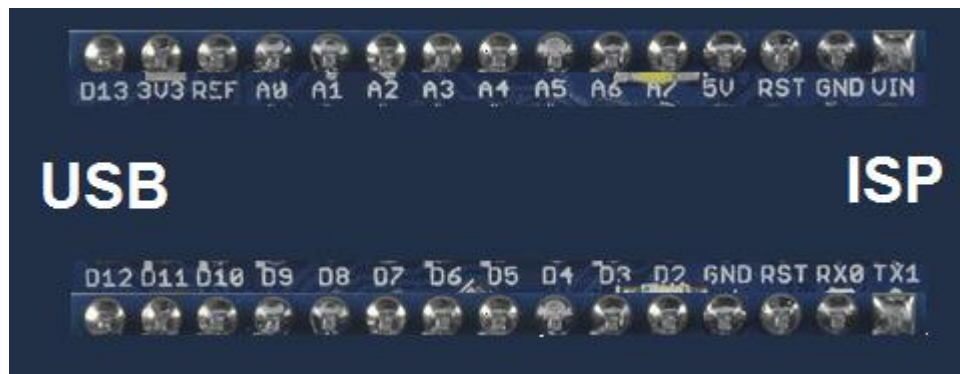 D13 3V3 REF A0 A1 A2 A3 A4 A5 A6 A7 5V RST GND VIN
USB ISP
D12 D11 D10 D9 D8 D7 D6 D5 D4 D3 D2 GND RST RX0 TX1